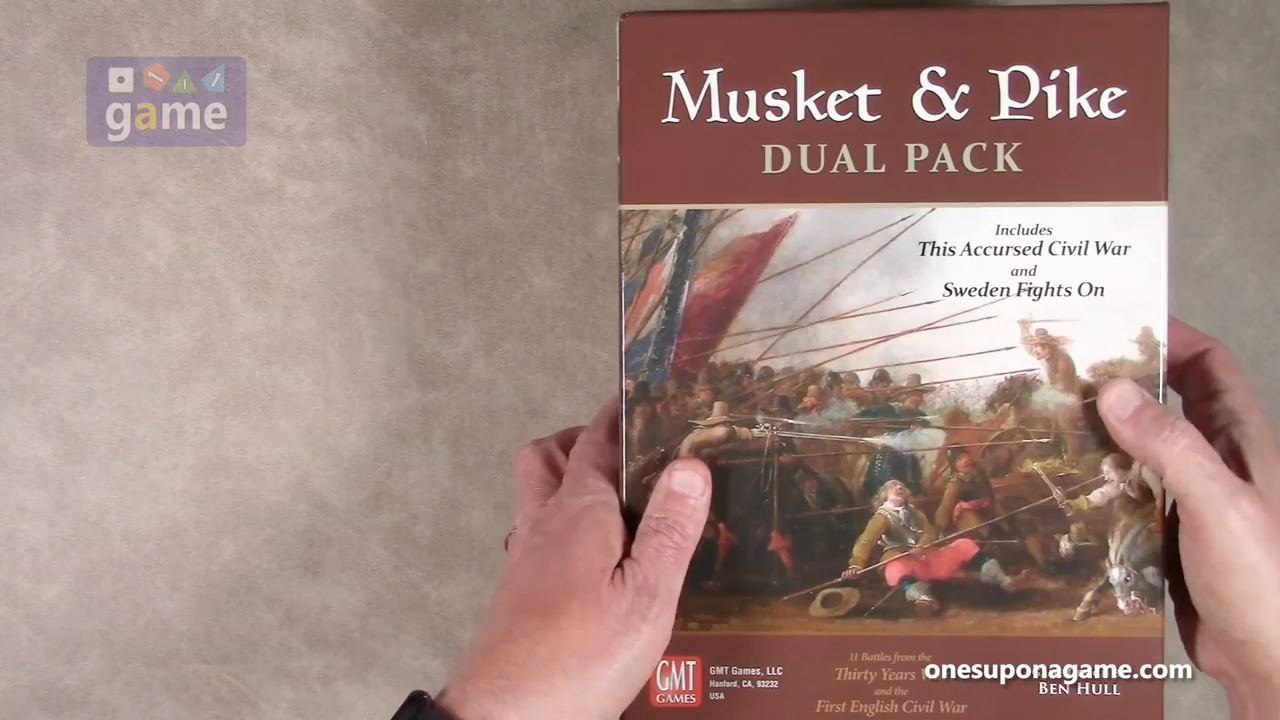 game
Musket & Pike
DUAL PACK
Includes
This Accursed Civil War
and
Sweden Fights On
GMT
GAMES
GMT Games, LLC
Hanford, CA, 93232
USA
11 Battles from the
Thirty Years
and the
First English Civil War
onesuponagame.com
BEN HULL